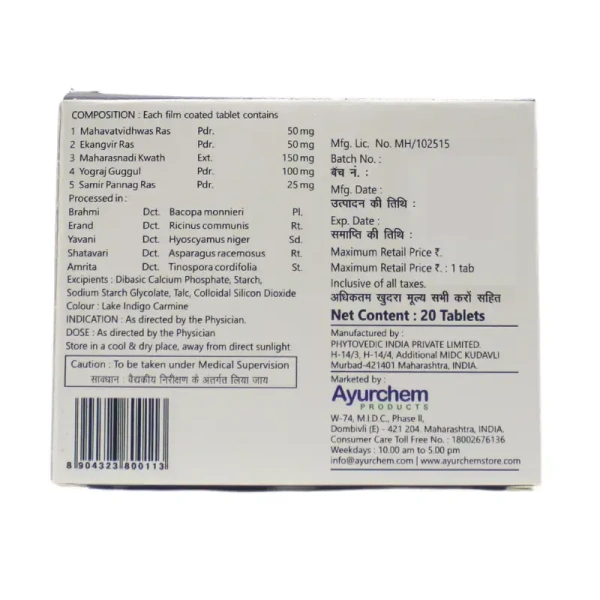 COMPOSITION : Each film coated tablet contains
1 Mahavatvidhwas Ras Pdr. 50 mg
2 Ekangvir Ras Pdr. 50 mg
3 Maharasnadi Kwath Ext. 150 mg
4 Yograj Guggul Pdr. 100 mg
5 Samir Pannag Ras Pdr. 25 mg
Processed in :
Brahmi Dct. Bacopa monnieri Pl.
Erand Dct. Ricinus communis Rt.
Yavani Dct. Hyoscyamus niger Sd.
Shatavari Dct. Asparagus racemosus Rt.
Amrita Dct. Tinospora cordifolia St.
Excipients : Dibasic Calcium Phosphate, Starch,
Sodium Starch Glycolate, Talc, Colloidal Silicon Dioxide
Colour : Lake Indigo Carmine
INDICATION : As directed by the Physician.
DOSE : As directed by the Physician
Store in a cool & dry place, away from direct sunlight
Caution : To be taken under Medical Supervision
सावधान : वैद्यकीय निरीक्षण के अंतर्गत लिया जाय
8 904323 800113
Mfg. Lic. No. MH/102515
Batch No. :
बैच नं. :
Mfg. Date :
उत्पादन की तिथि :
Exp. Date :
समाप्ति की तिथि :
Maximum Retail Price ₹.
Maximum Retail Price ₹. : 1 tab
Inclusive of all taxes.
अधिकतम खुदरा मूल्य सभी करों सहित
Net Content : 20 Tablets
Manufactured by :
PHYTOVEDIC INDIA PRIVATE LIMITED.
H-14/3, H-14/4, Additional MIDC KUDAVLI
Murbad-421401 Maharashtra, INDIA.
Marketed by :
Ayurchem
PRODUCTS
W-74, M.I.D.C., Phase II,
Dombivli (E) - 421 204. Maharashtra, INDIA.
Consumer Care Toll Free No. : 18002676136
Weekdays : 10.00 am to 5.00 pm
info@ayurchem.com | www.ayurchemstore.com